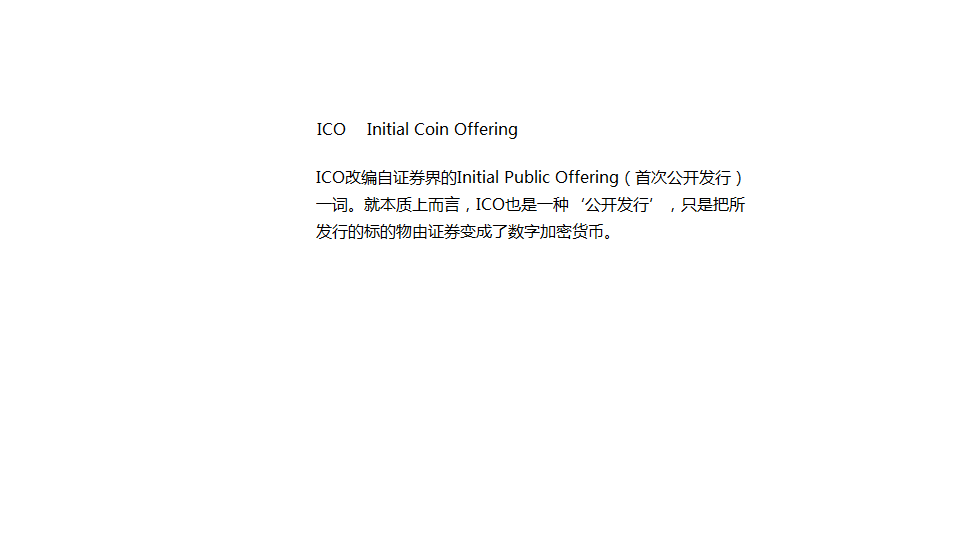 ICO    Initial Coin Offering
ICO改编自证券界的Initial Public Offering（首次公开发行）
一词。就本质上而言，ICO也是一种‘公开发行’，只是把所
发行的标的物由证券变成了数字加密货币。